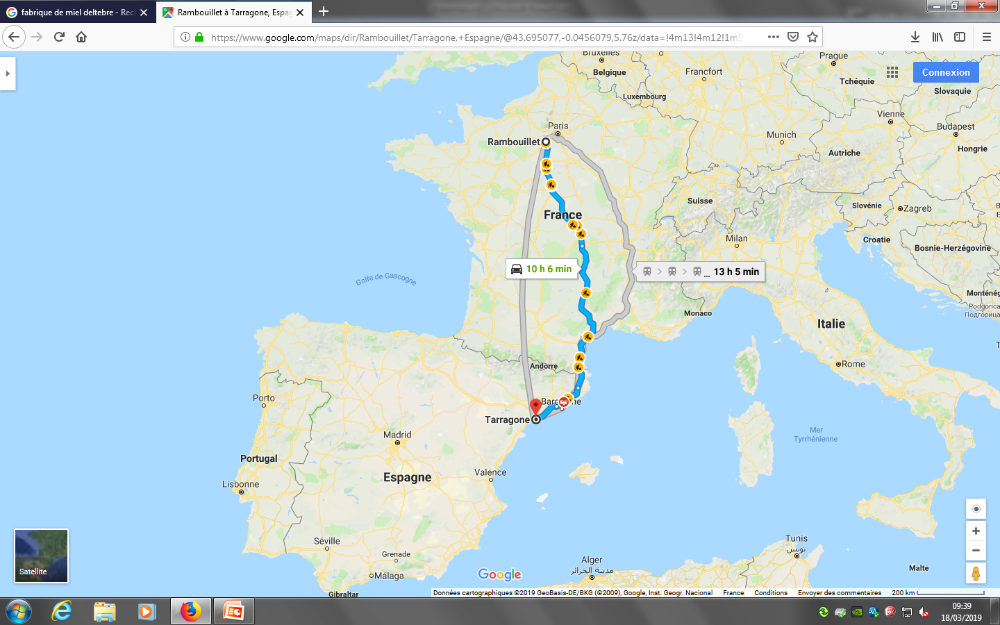 fabrique de miel deltebre - Rec
Rambouillet à Tarragone, Espag
https://www.google.com/maps/dir/Rambouillet/Tarragone,+Espagne/@43.695077,-0.0456079,5.76z/data=!4m13!4m12!1m5
Connexion
Bruxelles
Belgique
Francfort
Prague
Tchéquie
Slovaquie
Luxembourg
Vienne
Paris
Rambouillet
Munich
Budapest
Hongrie
Autriche
Suisse
Slovénie
Zagreb
France
Milan
Croatie
Bosnie-Herzégovine
10 h 6 min
... 13 h 5 min
Golfe de Gascogne
Monténég
Podgorica
Подгорица
Monaco
Italie
Andorre
Rome
Porto
Barc
ne
Tarragone
Madrid
Mer
Tyrrhénienne
Portugal
Espagne
Valence
Lisbonne
Séville
Grenade
Málaga
Gibraltar
Tunis
تونس
Alger
مدينة الجزائر
Malte
Satellite
Google
Données cartographiques ©2019 GeoBasis-DE/BKG (©2009), Google, Inst. Geogr. Nacional France Conditions Envoyer des commentaires 200 km
09:39
18/03/2019